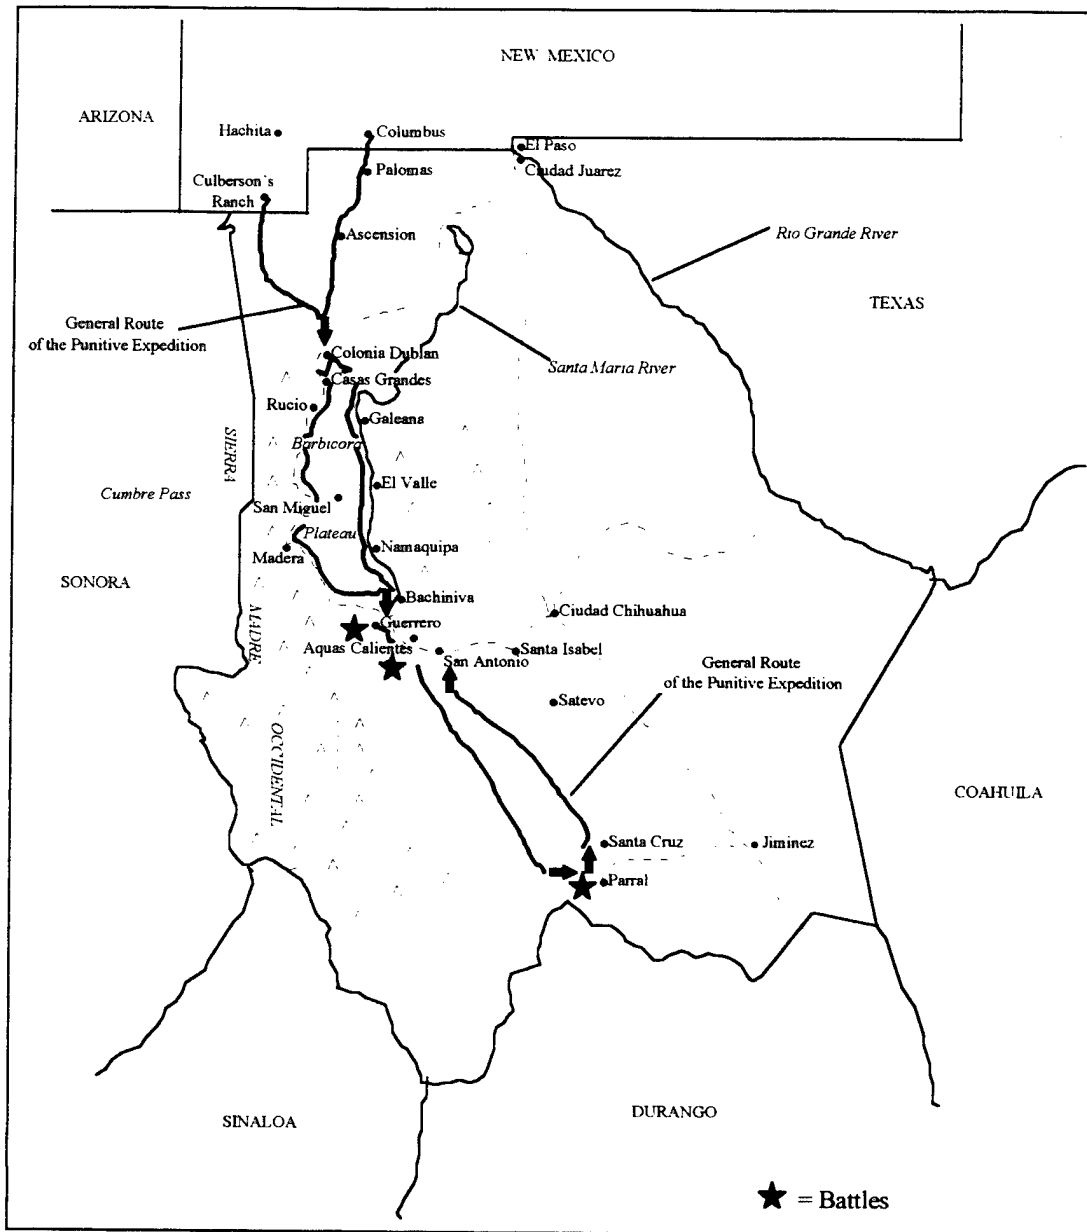 NEW MEXICO
ARIZONA
Hachita
Columbus
El Paso
Palomas
Ciudad Juarez
Culberson's
Ranch
Ascension
Rio Grande River
TEXAS
General Route
of the Punitive Expedition
Colonia Dublan
Santa Maria River
Casas Grandes
Rucio
Galeana
SIERRA
Barbicora
El Valle
Cumbre Pass
San Miguel
Plateau
Namaquipa
Madera
SONORA
Bachiniva
Ciudad Chihuahua
MADRE
Guerrero
Aquas Calientes
Santa Isabel
San Antonio
General Route
of the Punitive Expedition
Satevo
OCCIDENTAL
COAHUILA
Santa Cruz
Jiminez
Parral
DURANGO
SINALOA
= Battles